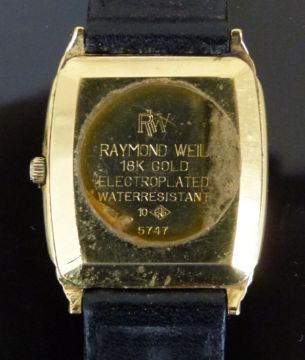 RW
RAYMOND WEIL
18K GOLD
ELECTROPLATED
WATERRESISTANT
10
5747